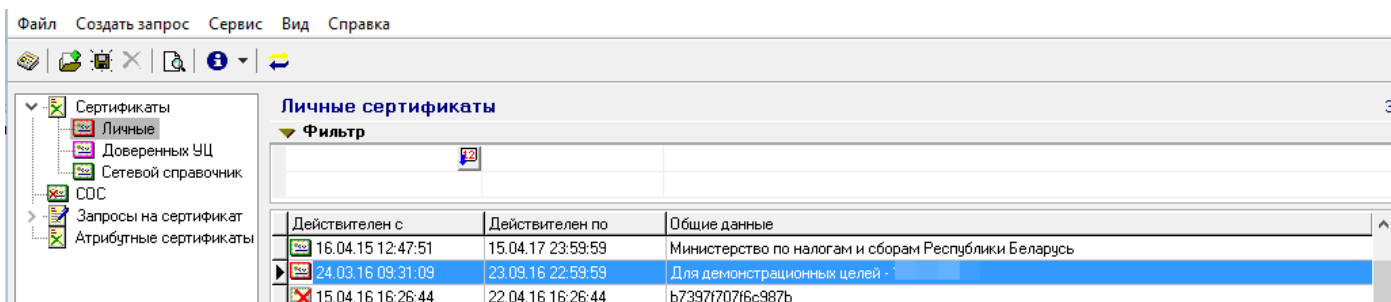 Файл Создать запрос Сервис Вид Справка
Сертификаты
Личные
Доверенных УЦ
Сетевой справочник
СОС
Запросы на сертификат
Атрибутные сертификаты
Личные сертификаты
Фильтр
12
Действителен с Действителен по Общие данные
16.04.15 12:47:51 15.04.17 23:59:59 Министерство по налогам и сборам Республики Беларусь
24.03.16 09:31:09 23.09.16 22:59:59 Для демонстрационных целей -
15.04.16 16:26:44 22.04.16 16:26:44 b7397f707f6c987b